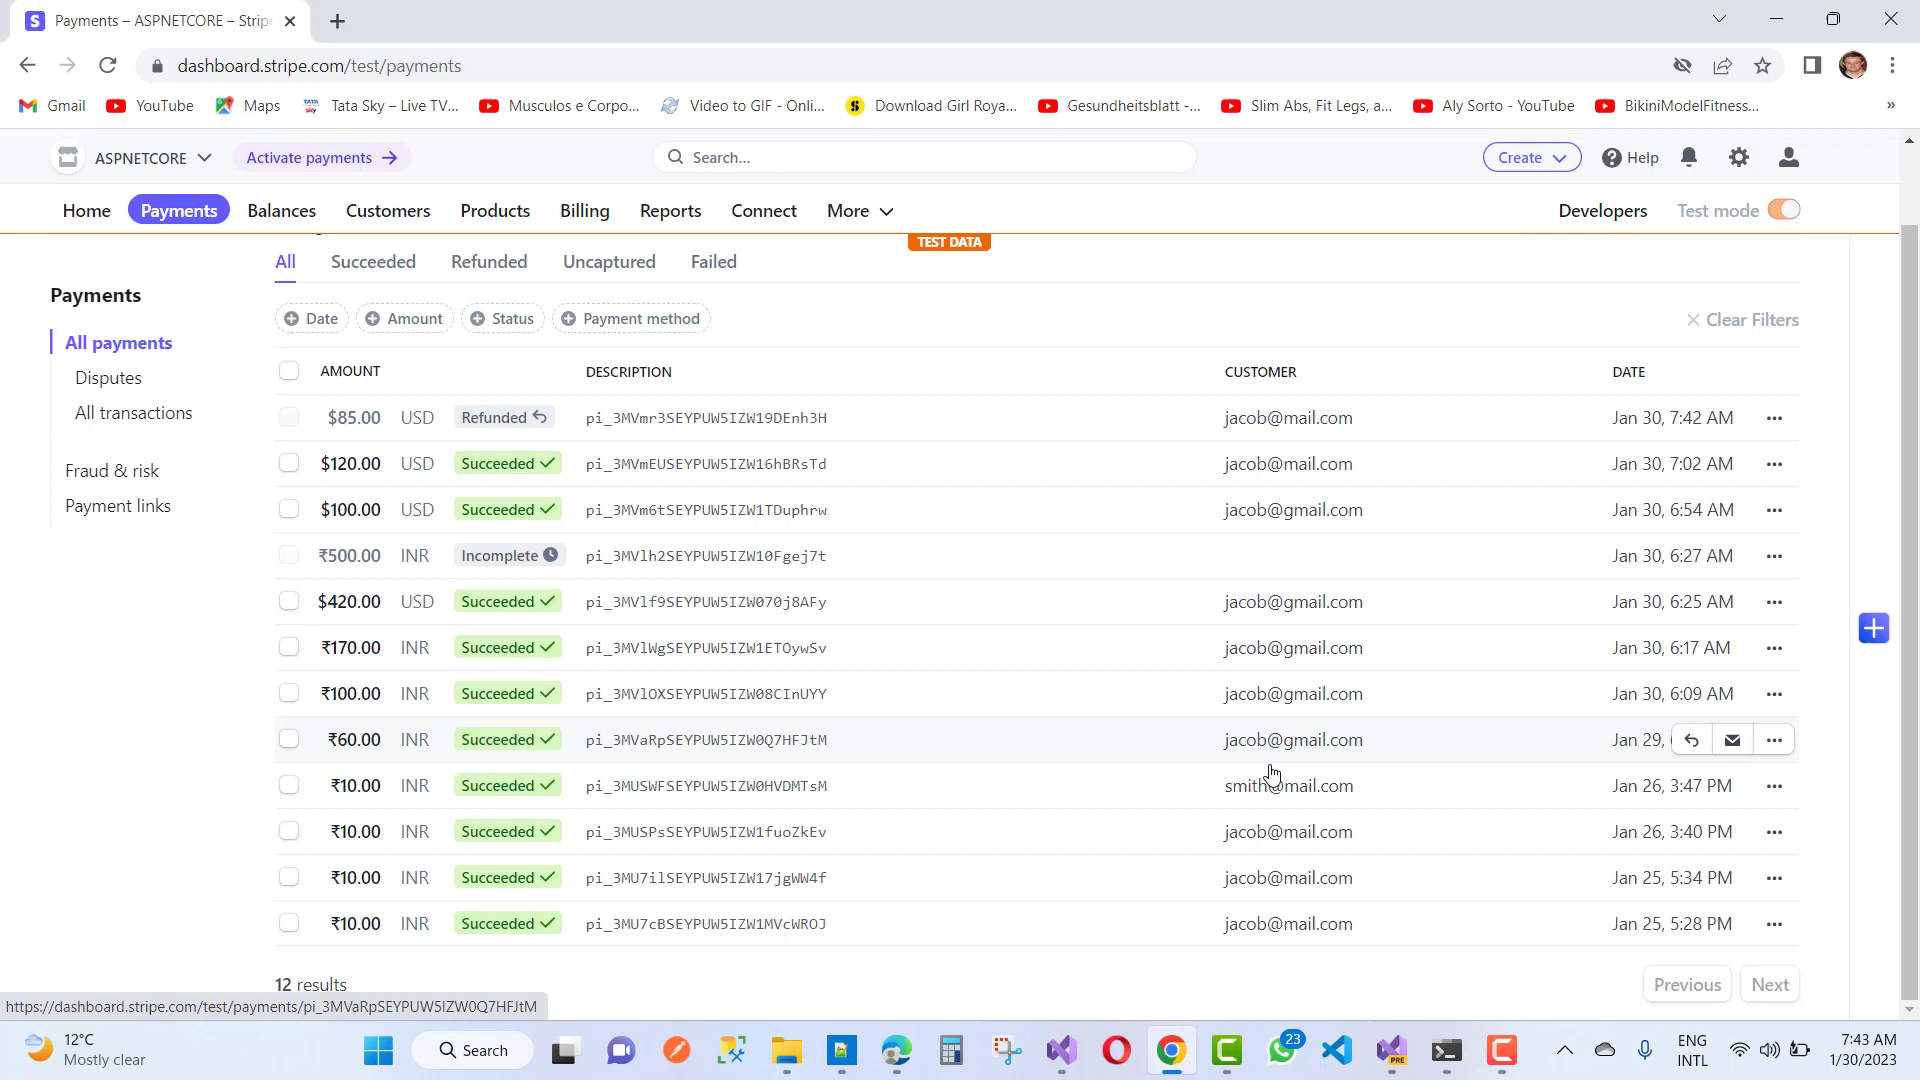 Payments – ASPNETCORE – Stripe
dashboard.stripe.com/test/payments
Gmail YouTube Maps Tata Sky – Live TV... Musculos e Corpo... Video to GIF - Onli... Download Girl Roya... Gesundheitsblatt -... Slim Abs, Fit Legs, a... Aly Sorto - YouTube BikiniModelFitness... »
ASPNETCORE Activate payments → Search... Create Help
Home Payments Balances Customers Products Billing Reports Connect More Developers Test mode
TEST DATA
All Succeeded Refunded Uncaptured Failed
Payments
All payments
Disputes
All transactions
Fraud & risk
Payment links
Date Amount Status Payment method Clear Filters
AMOUNT DESCRIPTION CUSTOMER DATE
$85.00 USD Refunded pi_3MVmr3SEYPUW5IZW19DEnh3H jacob@mail.com Jan 30, 7:42 AM
$120.00 USD Succeeded pi_3MVmEUSEYPUW5IZW16hBRsTd jacob@mail.com Jan 30, 7:02 AM
$100.00 USD Succeeded pi_3MVm6tSEYPUW5IZW1TDuphrw jacob@gmail.com Jan 30, 6:54 AM
₹500.00 INR Incomplete pi_3MVlh2SEYPUW5IZW10Fgej7t Jan 30, 6:27 AM
$420.00 USD Succeeded pi_3MVlf9SEYPUW5IZW070j8AFy jacob@gmail.com Jan 30, 6:25 AM
₹170.00 INR Succeeded pi_3MVlWgSEYPUW5IZW1ETOywSv jacob@gmail.com Jan 30, 6:17 AM
₹100.00 INR Succeeded pi_3MVlOXSEYPUW5IZW08CInUYY jacob@gmail.com Jan 30, 6:09 AM
₹60.00 INR Succeeded pi_3MVaRpSEYPUW5IZW0Q7HFJtM jacob@gmail.com Jan 29,
₹10.00 INR Succeeded pi_3MUSWFSEYPUW5IZW0HVDMTsM smith@mail.com Jan 26, 3:47 PM
₹10.00 INR Succeeded pi_3MUSPsSEYPUW5IZW1fuoZkEv jacob@mail.com Jan 26, 3:40 PM
₹10.00 INR Succeeded pi_3MU7ilSEYPUW5IZW17jgWW4f jacob@mail.com Jan 25, 5:34 PM
₹10.00 INR Succeeded pi_3MU7cBSEYPUW5IZW1MVcWROJ jacob@mail.com Jan 25, 5:28 PM
12 results Previous Next
https://dashboard.stripe.com/test/payments/pi_3MVaRpSEYPUW5IZW0Q7HFJtM
12°C
Mostly clear
Search
23
PRE
ENG
INTL
7:43 AM
1/30/2023